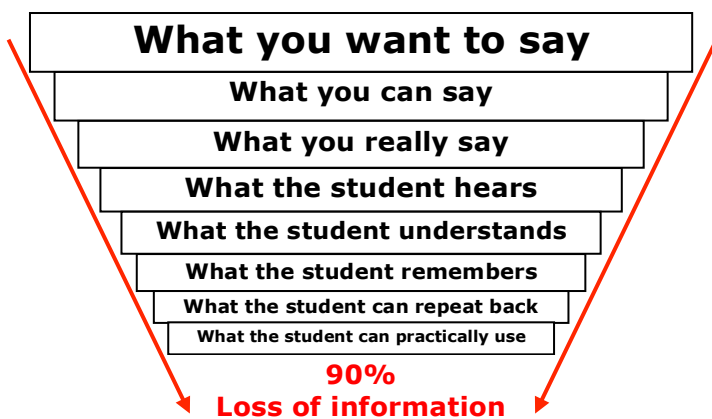 What you want to say
What you can say
What you really say
What the student hears
What the student understands
What the student remembers
What the student can repeat back
What the student can practically use
90%
Loss of information